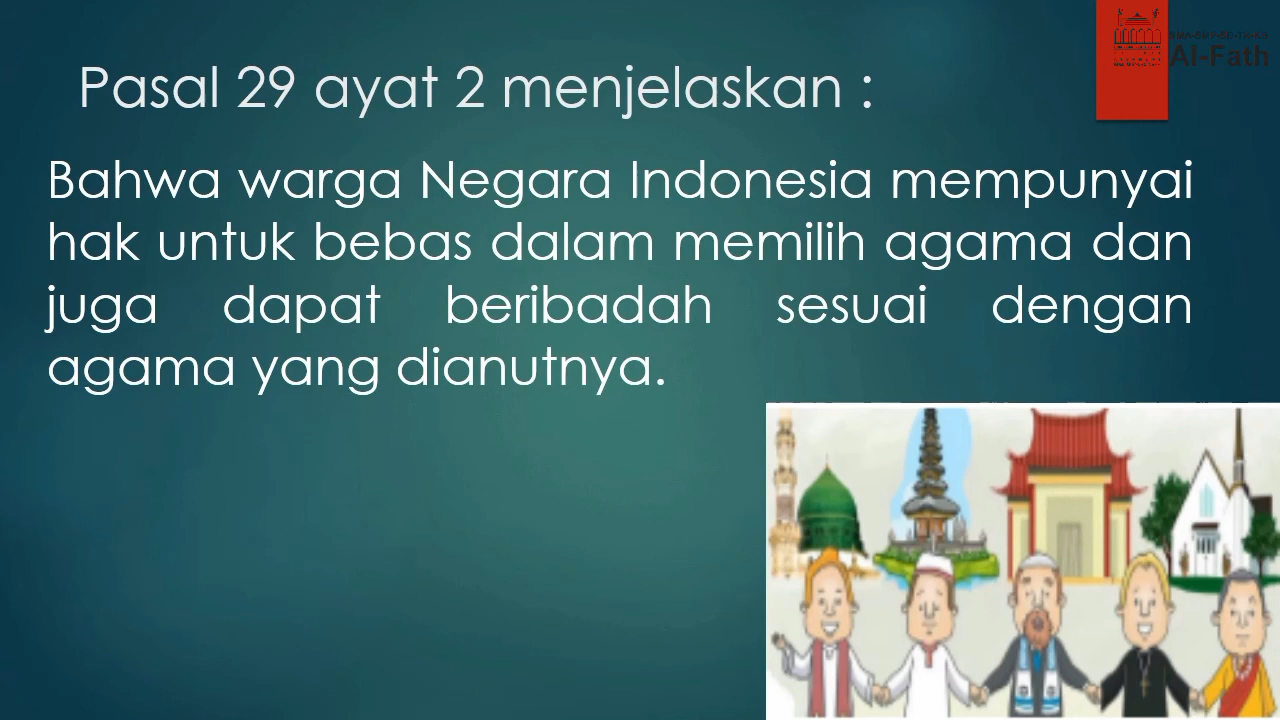 Pasal 29 ayat 2 menjelaskan :
Al-Fath
Bahwa warga Negara Indonesia mempunyai
hak untuk bebas dalam memilih agama dan
juga dapat beribadah sesuai dengan
agama yang dianutnya.